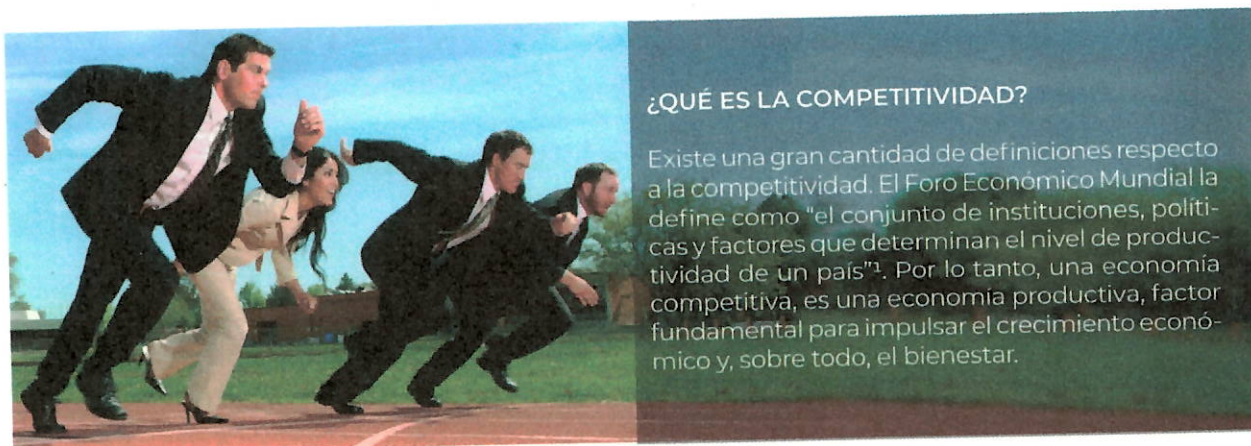 ¿QUÉ ES LA COMPETITIVIDAD?
Existe una gran cantidad de definiciones respecto
a la competitividad. El Foro Económico Mundial la
define como "el conjunto de instituciones, políti-
cas y factores que determinan el nivel de produc-
tividad de un país"¹. Por lo tanto, una economía
competitiva, es una economía productiva, factor
fundamental para impulsar el crecimiento econó-
mico y, sobre todo, el bienestar.